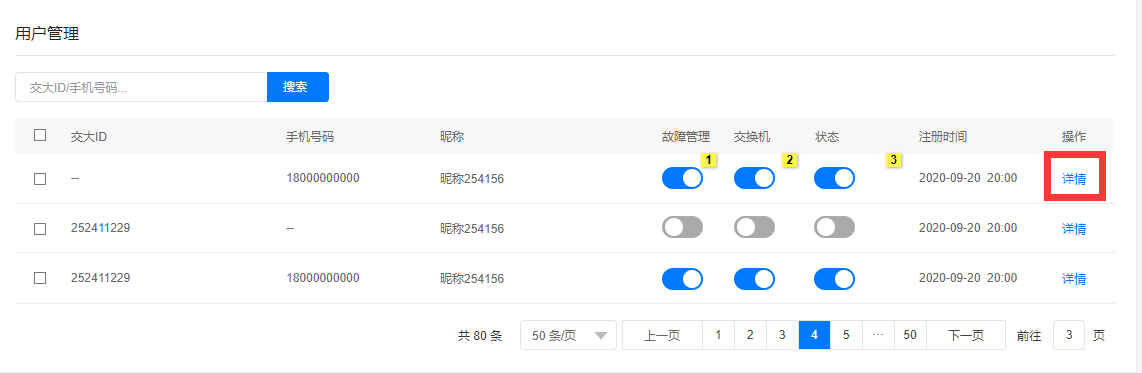 用户管理
交大ID/手机号码... 搜索
交大ID 手机号码 昵称 故障管理 交换机 状态 注册时间 操作
1 2 3
-- 18000000000 昵称254156 2020-09-20 20:00 详情
252411229 -- 昵称254156 2020-09-20 20:00 详情
252411229 18000000000 昵称254156 2020-09-20 20:00 详情
共 80 条 50 条/页 上一页 1 2 3 4 5 ... 50 下一页 前往 3 页